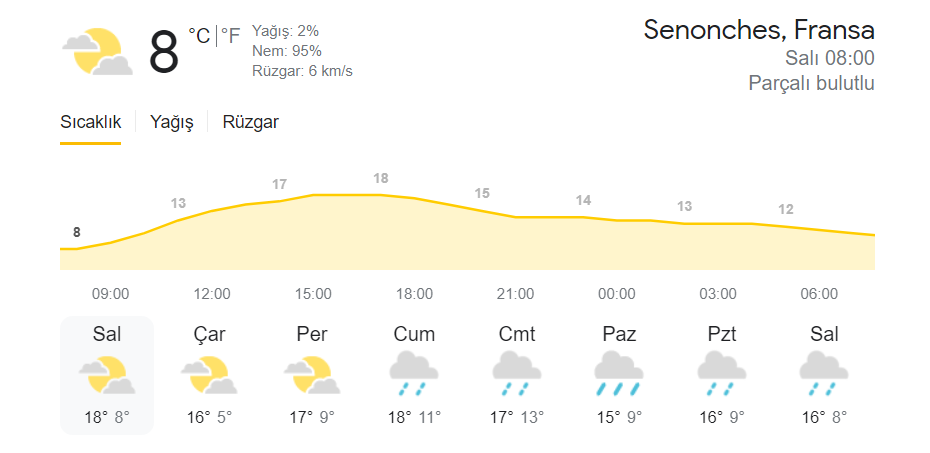 8 °C | °F
Yağış: 2%
Nem: 95%
Rüzgar: 6 km/s
Senonches, Fransa
Salı 08:00
Parçalı bulutlu
Sıcaklık Yağış Rüzgar
8 13 17 18 15 14 13 12
09:00 12:00 15:00 18:00 21:00 00:00 03:00 06:00
Sal Çar Per Cum Cmt Paz Pzt Sal
18° 8° 16° 5° 17° 9° 18° 11° 17° 13° 15° 9° 16° 9° 16° 8°